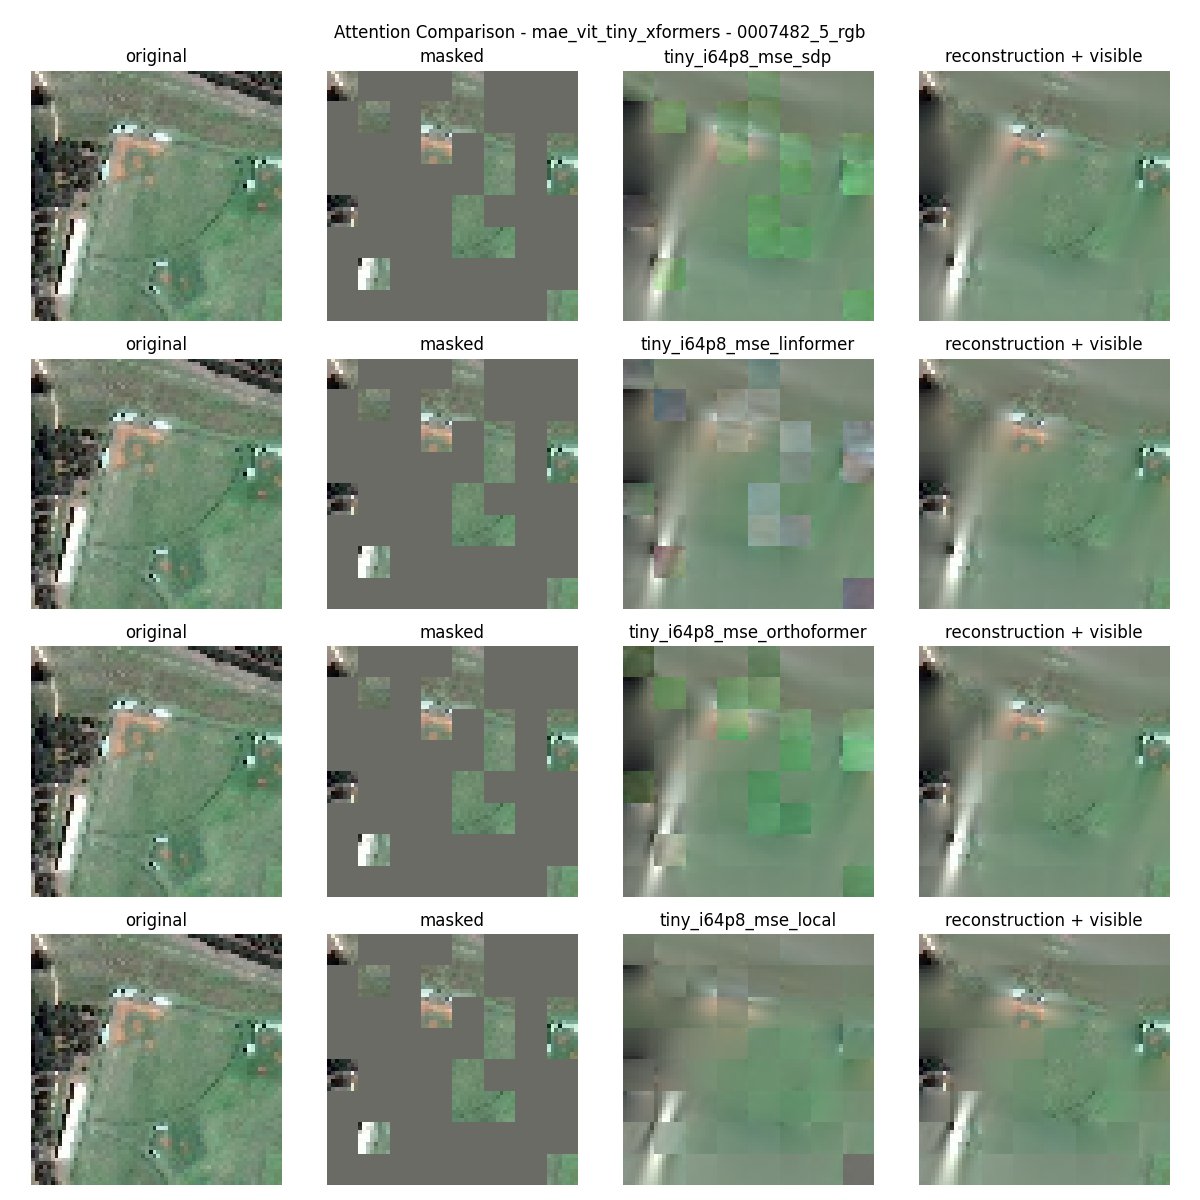 Attention Comparison - mae_vit_tiny_xformers - 0007482_5_rgb
original masked tiny_i64p8_mse_sdp reconstruction + visible
original masked tiny_i64p8_mse_linformer reconstruction + visible
original masked tiny_i64p8_mse_orthoformer reconstruction + visible
original masked tiny_i64p8_mse_local reconstruction + visible